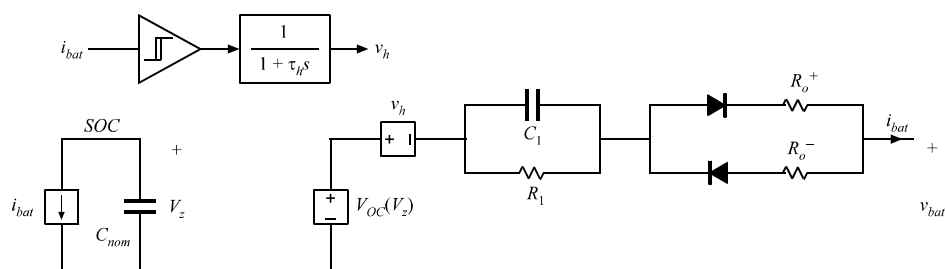 i_bat
1
1 + τ_h s
v_h
SOC
+
i_bat
V_z
C_nom
v_h
+ −
+
−
V_OC(V_z)
C_1
R_1
R_o^+
R_o^−
i_bat
+
v_bat